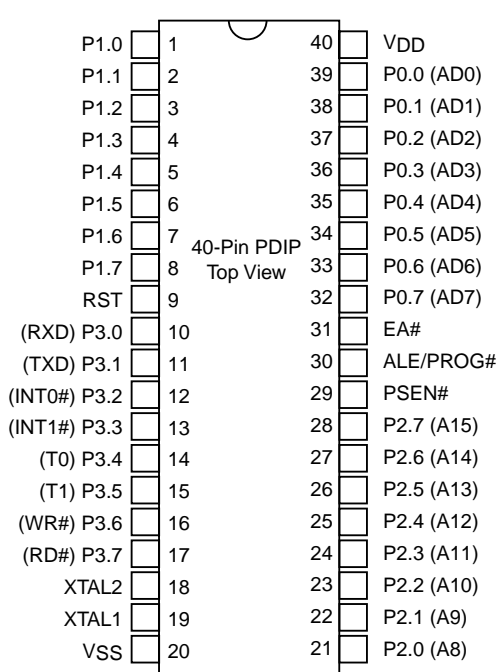 P1.0 1 40 VDD
P1.1 2 39 P0.0 (AD0)
P1.2 3 38 P0.1 (AD1)
P1.3 4 37 P0.2 (AD2)
P1.4 5 36 P0.3 (AD3)
P1.5 6 35 P0.4 (AD4)
P1.6 7 34 P0.5 (AD5)
40-Pin PDIP
Top View
P1.7 8 33 P0.6 (AD6)
RST 9 32 P0.7 (AD7)
(RXD) P3.0 10 31 EA#
(TXD) P3.1 11 30 ALE/PROG#
(INT0#) P3.2 12 29 PSEN#
(INT1#) P3.3 13 28 P2.7 (A15)
(T0) P3.4 14 27 P2.6 (A14)
(T1) P3.5 15 26 P2.5 (A13)
(WR#) P3.6 16 25 P2.4 (A12)
(RD#) P3.7 17 24 P2.3 (A11)
XTAL2 18 23 P2.2 (A10)
XTAL1 19 22 P2.1 (A9)
VSS 20 21 P2.0 (A8)